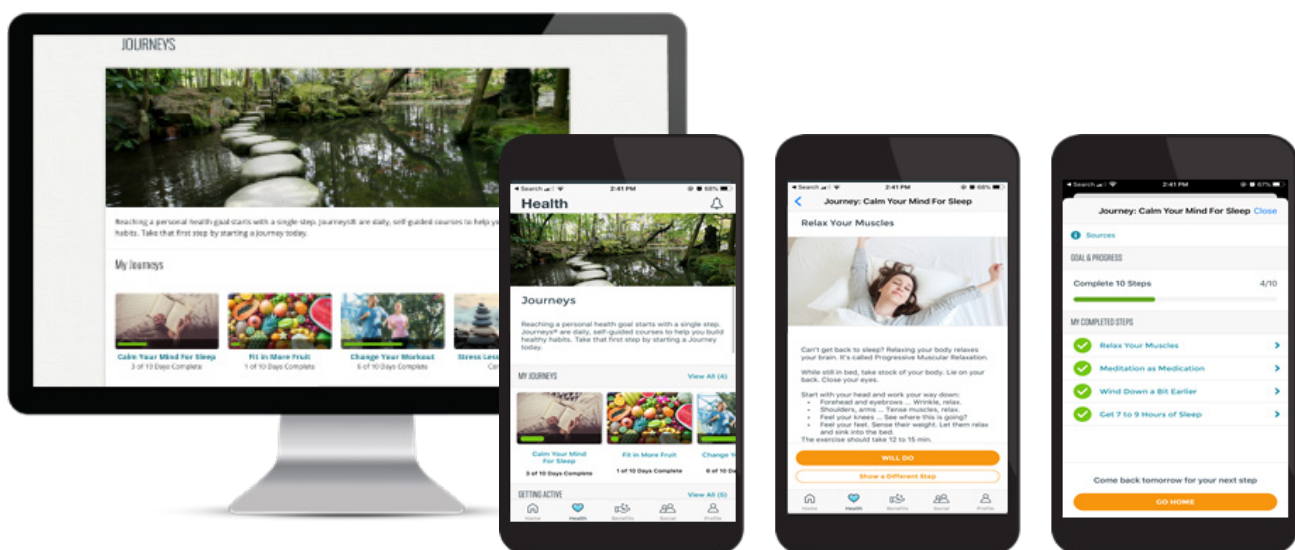 JOURNEYS
Reaching a personal health goal starts with a single step. Journeys® are daily, self-guided courses to help you
habits. Take that first step by starting a Journey today.
My Journeys
Calm Your Mind For Sleep
3 of 10 Days Complete
Fit in More Fruit
1 of 10 Days Complete
Change Your Workout
6 of 10 Days Complete
Stress Less
Search
2:41 PM
68%
Health
Journeys
Reaching a personal health goal starts with a single step.
Journeys® are daily, self-guided courses to help you build
healthy habits. Take that first step by starting a Journey
today.
MY JOURNEYS
View All (4)
Calm Your Mind
For Sleep
3 of 10 Days Complete
Fit in More Fruit
1 of 10 Days Complete
Change Y
6 of 10 Da
GETTING ACTIVE
View All (5)
Home
Health
Benefits
Social
Profile
Search
2:41 PM
68%
Journey: Calm Your Mind For Sleep
Relax Your Muscles
Can't get back to sleep? Relaxing your body relaxes
your brain. It's called Progressive Muscular Relaxation.
While still in bed, take stock of your body. Lie on your
back. Close your eyes.
Start with your head and work your way down:
• Forehead and eyebrows ... Wrinkle, relax.
• Shoulders, arms ... Tense muscles, relax.
• Feel your knees ... See where this is going?
• Feel your feet. Sense their weight. Let them relax
and sink into the bed.
The exercise should take 12 to 15 min.
WILL DO
Show a Different Step
Home
Health
Benefits
Social
Profile
Search
2:41 PM
67%
Journey: Calm Your Mind For Sleep
Close
Sources
GOAL & PROGRESS
Complete 10 Steps
4/10
MY COMPLETED STEPS
Relax Your Muscles
Meditation as Medication
Wind Down a Bit Earlier
Get 7 to 9 Hours of Sleep
Come back tomorrow for your next step
GO HOME